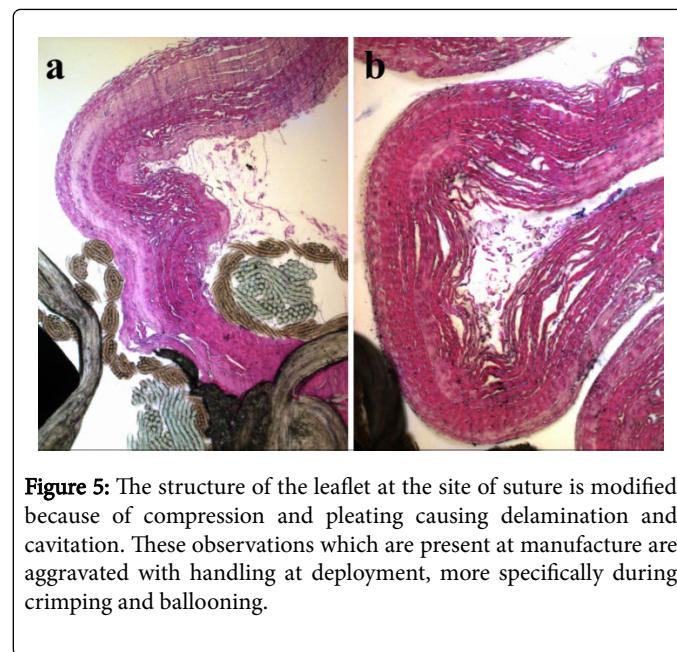 a b
Figure 5: The structure of the leaflet at the site of suture is modified
because of compression and pleating causing delamination and
cavitation. These observations which are present at manufacture are
aggravated with handling at deployment, more specifically during
crimping and ballooning.